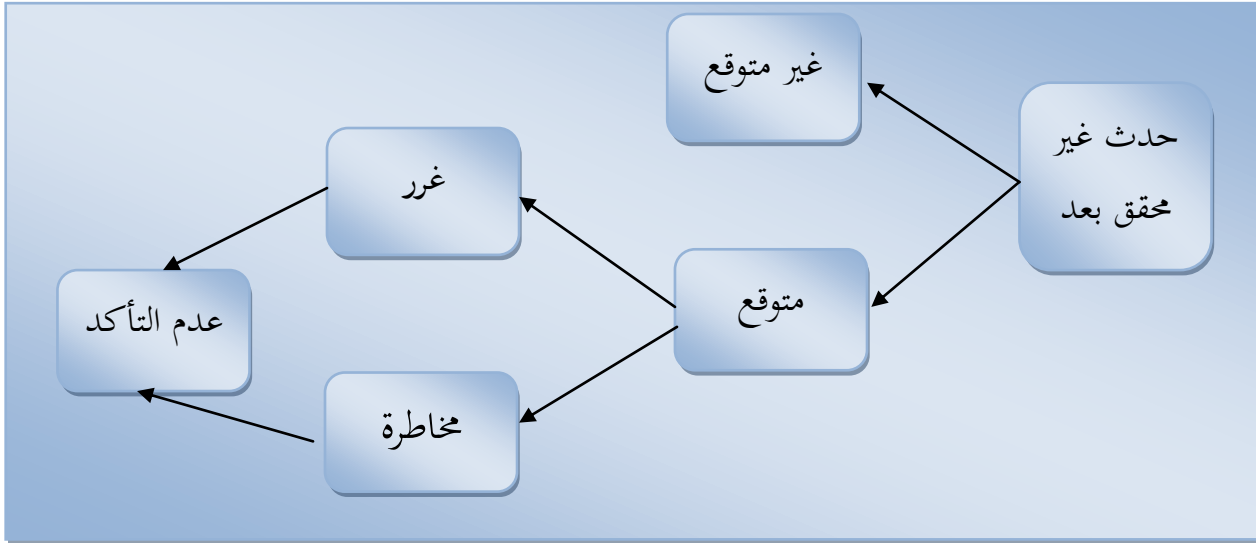 حدث غير
محقق بعد
غير متوقع
متوقع
غرر
مخاطرة
عدم التأكد